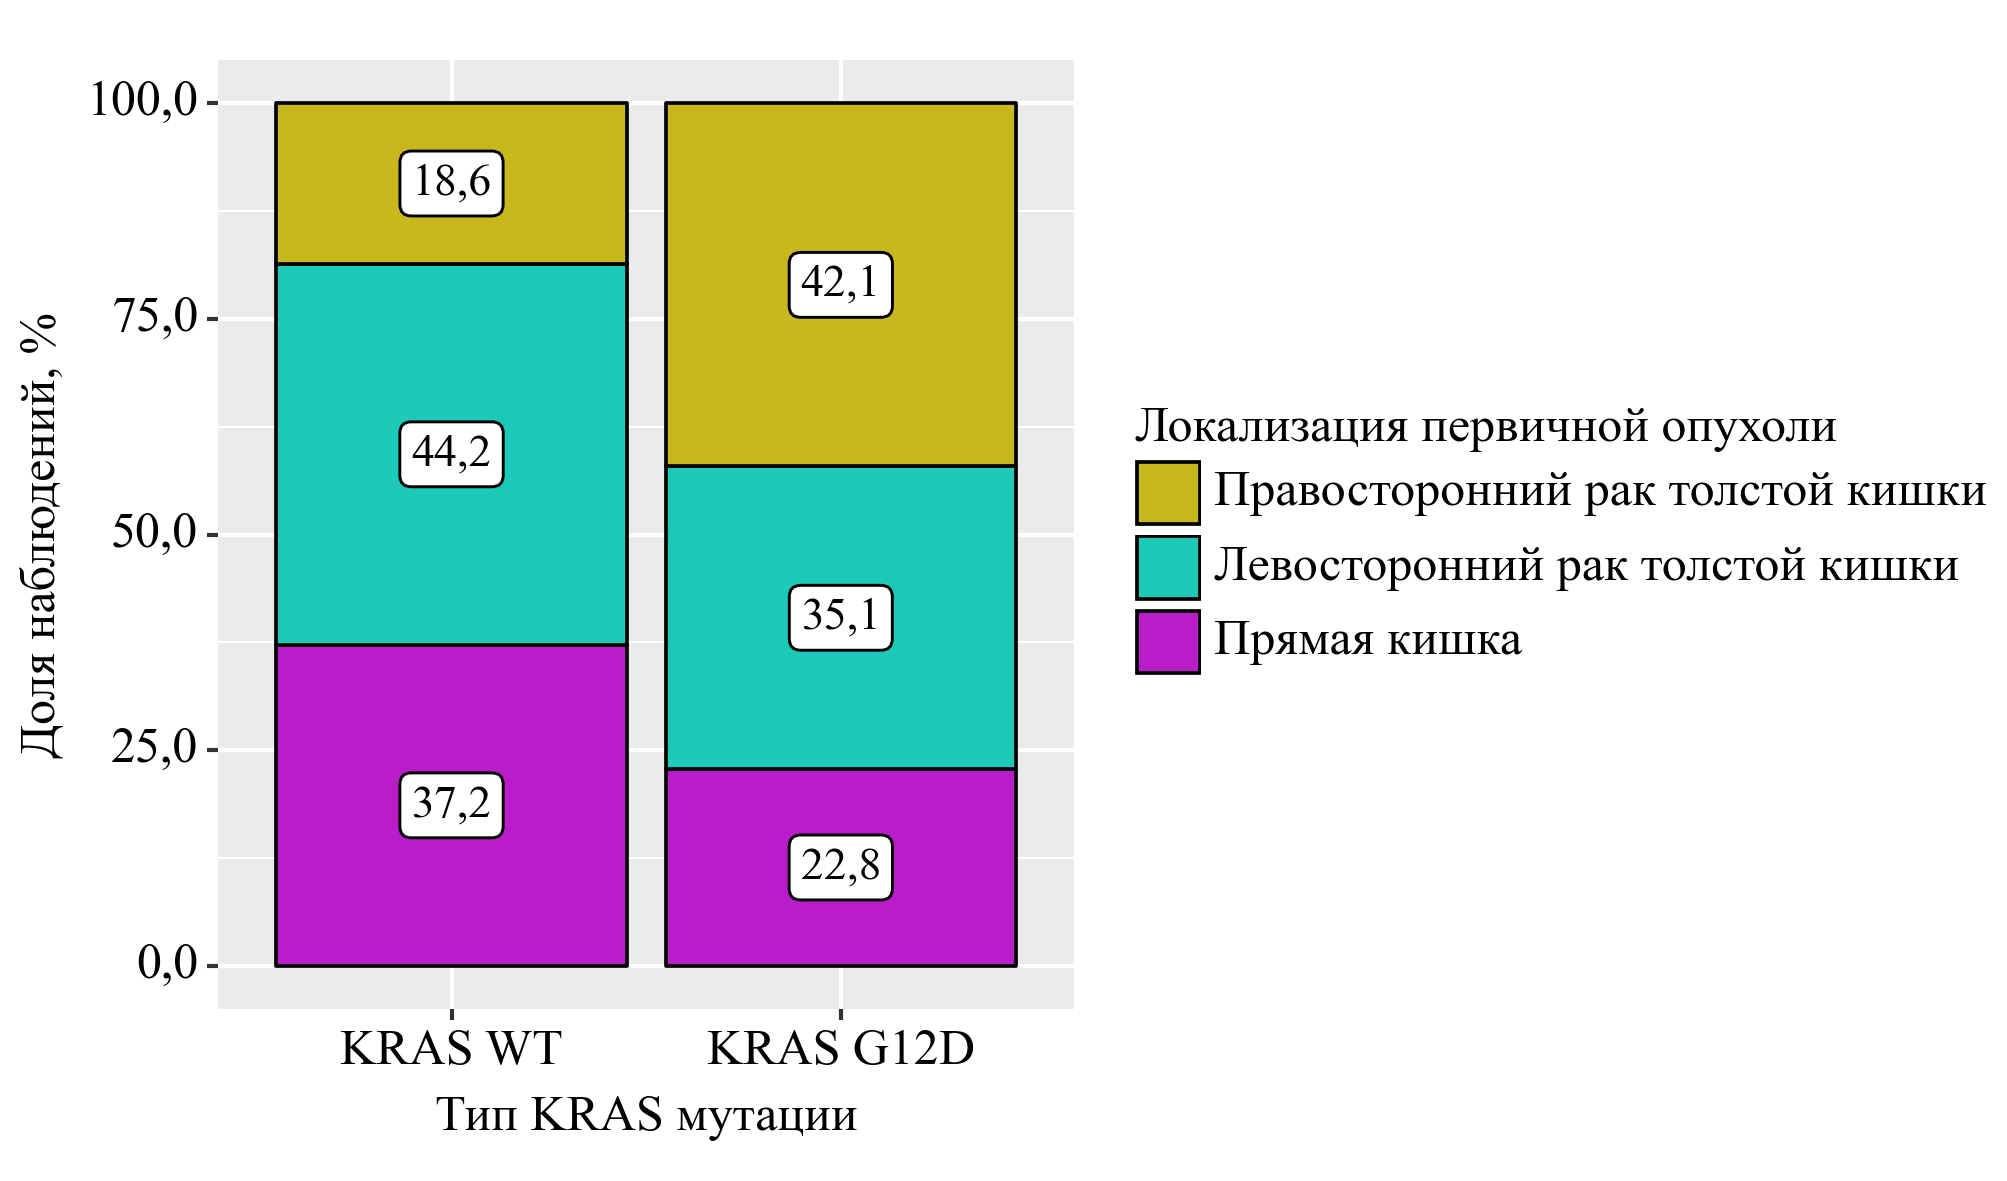 Доля наблюдений, %
100,0
75,0
50,0
25,0
0,0
18,6
44,2
37,2
42,1
35,1
22,8
KRAS WT
KRAS G12D
Тип KRAS мутации
Локализация первичной опухоли
Правосторонний рак толстой кишки
Левосторонний рак толстой кишки
Прямая кишка